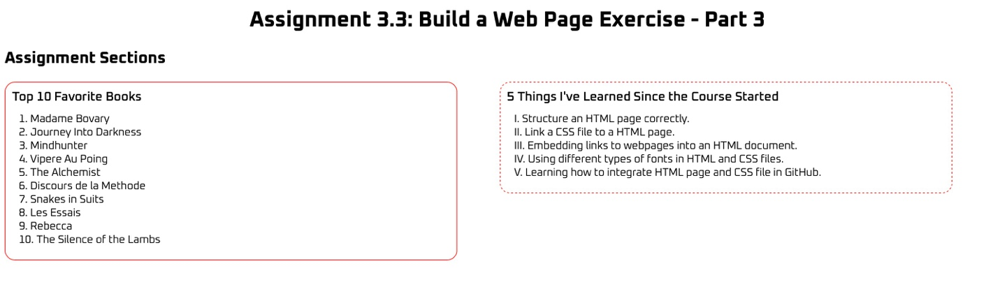 Assignment 3.3: Build a Web Page Exercise - Part 3
Assignment Sections
Top 10 Favorite Books
1. Madame Bovary
2. Journey Into Darkness
3. Mindhunter
4. Vipere Au Poing
5. The Alchemist
6. Discours de la Methode
7. Snakes in Suits
8. Les Essais
9. Rebecca
10. The Silence of the Lambs
5 Things I've Learned Since the Course Started
I. Structure an HTML page correctly.
II. Link a CSS file to a HTML page.
III. Embedding links to webpages into an HTML document.
IV. Using different types of fonts in HTML and CSS files.
V. Learning how to integrate HTML page and CSS file in GitHub.